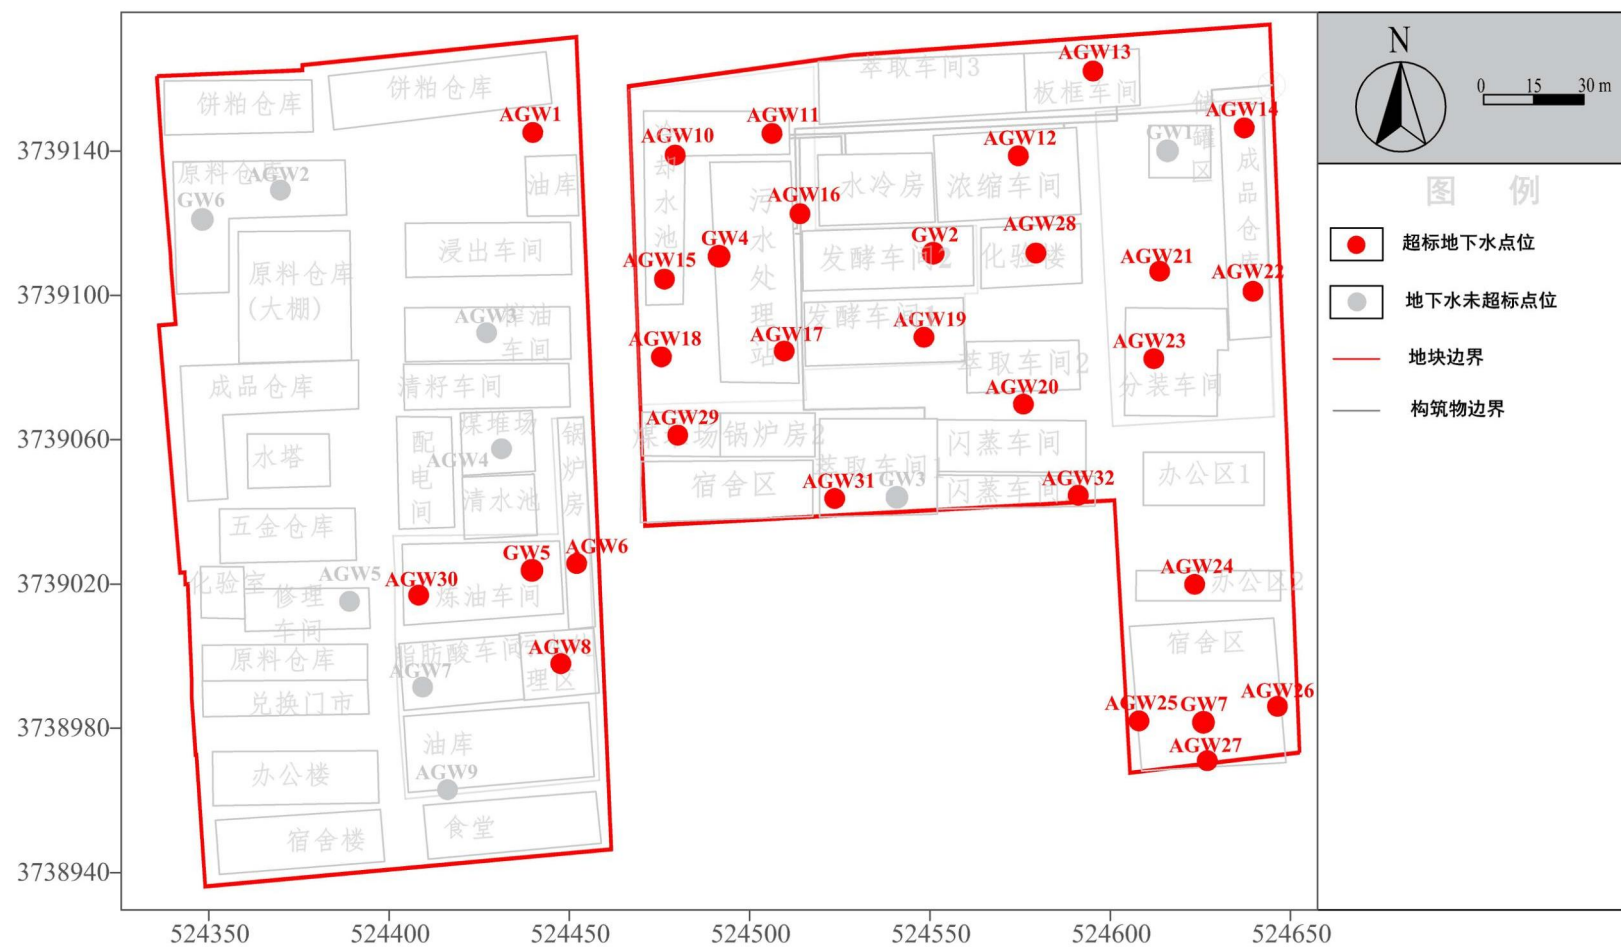 N
0 15 30 m
图 例
超标地下水点位
地下水未超标点位
地块边界
构筑物边界
3739140
3739100
3739060
3739020
3738980
3738940
524350
524400
524450
524500
524550
524600
524650
饼粕仓库
饼粕仓库
AGW1
原料仓库
AGW2
GW6
油库
浸出车间
原料仓库
(大棚)
AGW3
榨油
车间
成品仓库
清籽车间
煤堆场
AGW4
配电间
锅炉房
水塔
清水池
五金仓库
GW5
AGW6
化验室
AGW5
修理
车间
AGW30
炼油车间
原料仓库
脂肪酸车间
AGW8
理区
AGW7
兑换门市
油库
办公楼
AGW9
宿舍楼
食堂
萃取车间3
AGW13
板框车间
储罐区
AGW14
AGW10
AGW11
AGW12
GW1
却水池
污水处理站
水冷房
浓缩车间
成品仓库
AGW16
GW4
GW2
AGW28
AGW15
发酵车间2
化验楼
AGW21
AGW22
发酵车间1
AGW19
AGW18
AGW17
AGW23
萃取车间2
分装车间
AGW20
AGW29
煤堆场
锅炉房2
闪蒸车间
宿舍区
萃取车间1
GW3
AGW31
闪蒸车间
AGW32
办公区1
AGW24
办公区2
宿舍区
AGW26
AGW25
GW7
AGW27